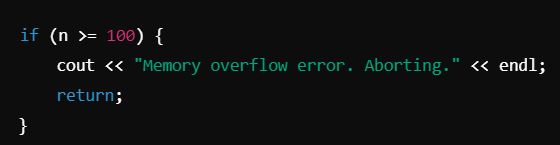 if (n >= 100) {
    cout << "Memory overflow error. Aborting." << endl;
    return;
}